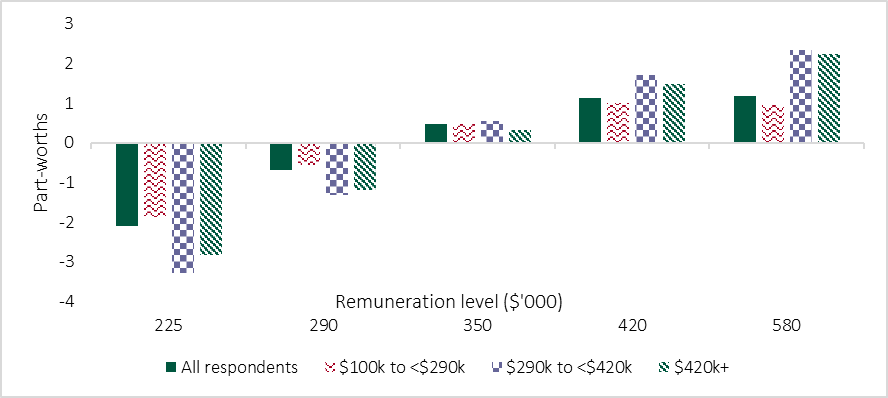 3
2
1
0
-1
-2
-3
-4
Part-worths
Remuneration level ($'000)
225 290 350 420 580
All respondents $100k to <$290k $290k to <$420k $420k+